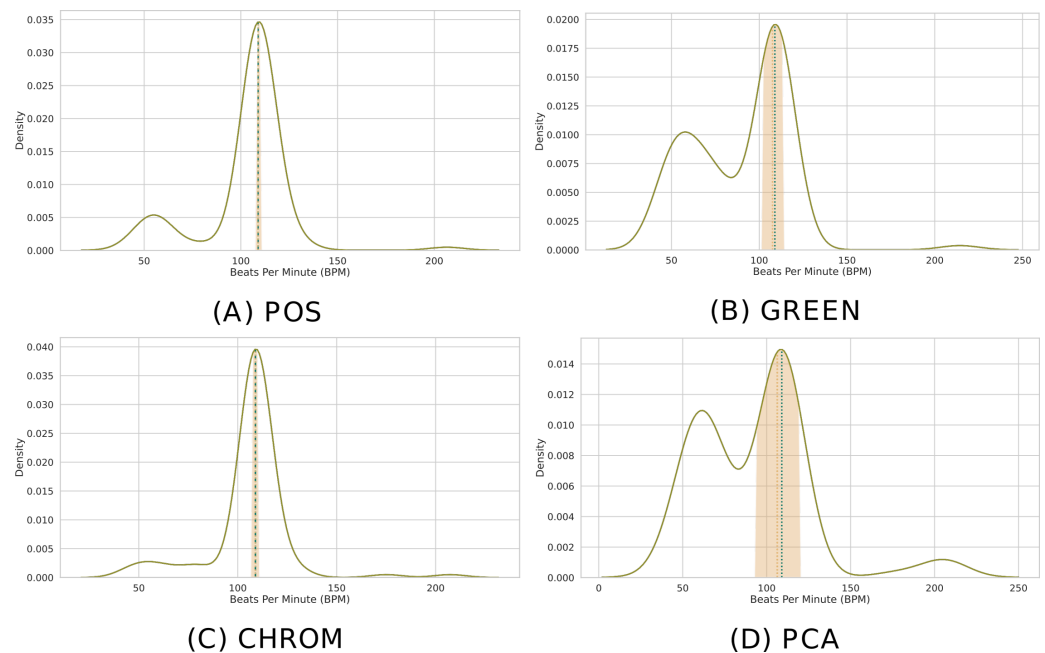 0.035
0.030
0.025
0.020
0.015
0.010
0.005
0.000
Density
50 100 150 200
Beats Per Minute (BPM)
(A) POS
0.0200
0.0175
0.0150
0.0125
0.0100
0.0075
0.0050
0.0025
0.0000
Density
50 100 150 200 250
Beats Per Minute (BPM)
(B) GREEN
0.040
0.035
0.030
0.025
0.020
0.015
0.010
0.005
0.000
Density
50 100 150 200
Beats Per Minute (BPM)
(C) CHROM
0.014
0.012
0.010
0.008
0.006
0.004
0.002
0.000
Density
0 50 100 150 200 250
Beats Per Minute (BPM)
(D) PCA